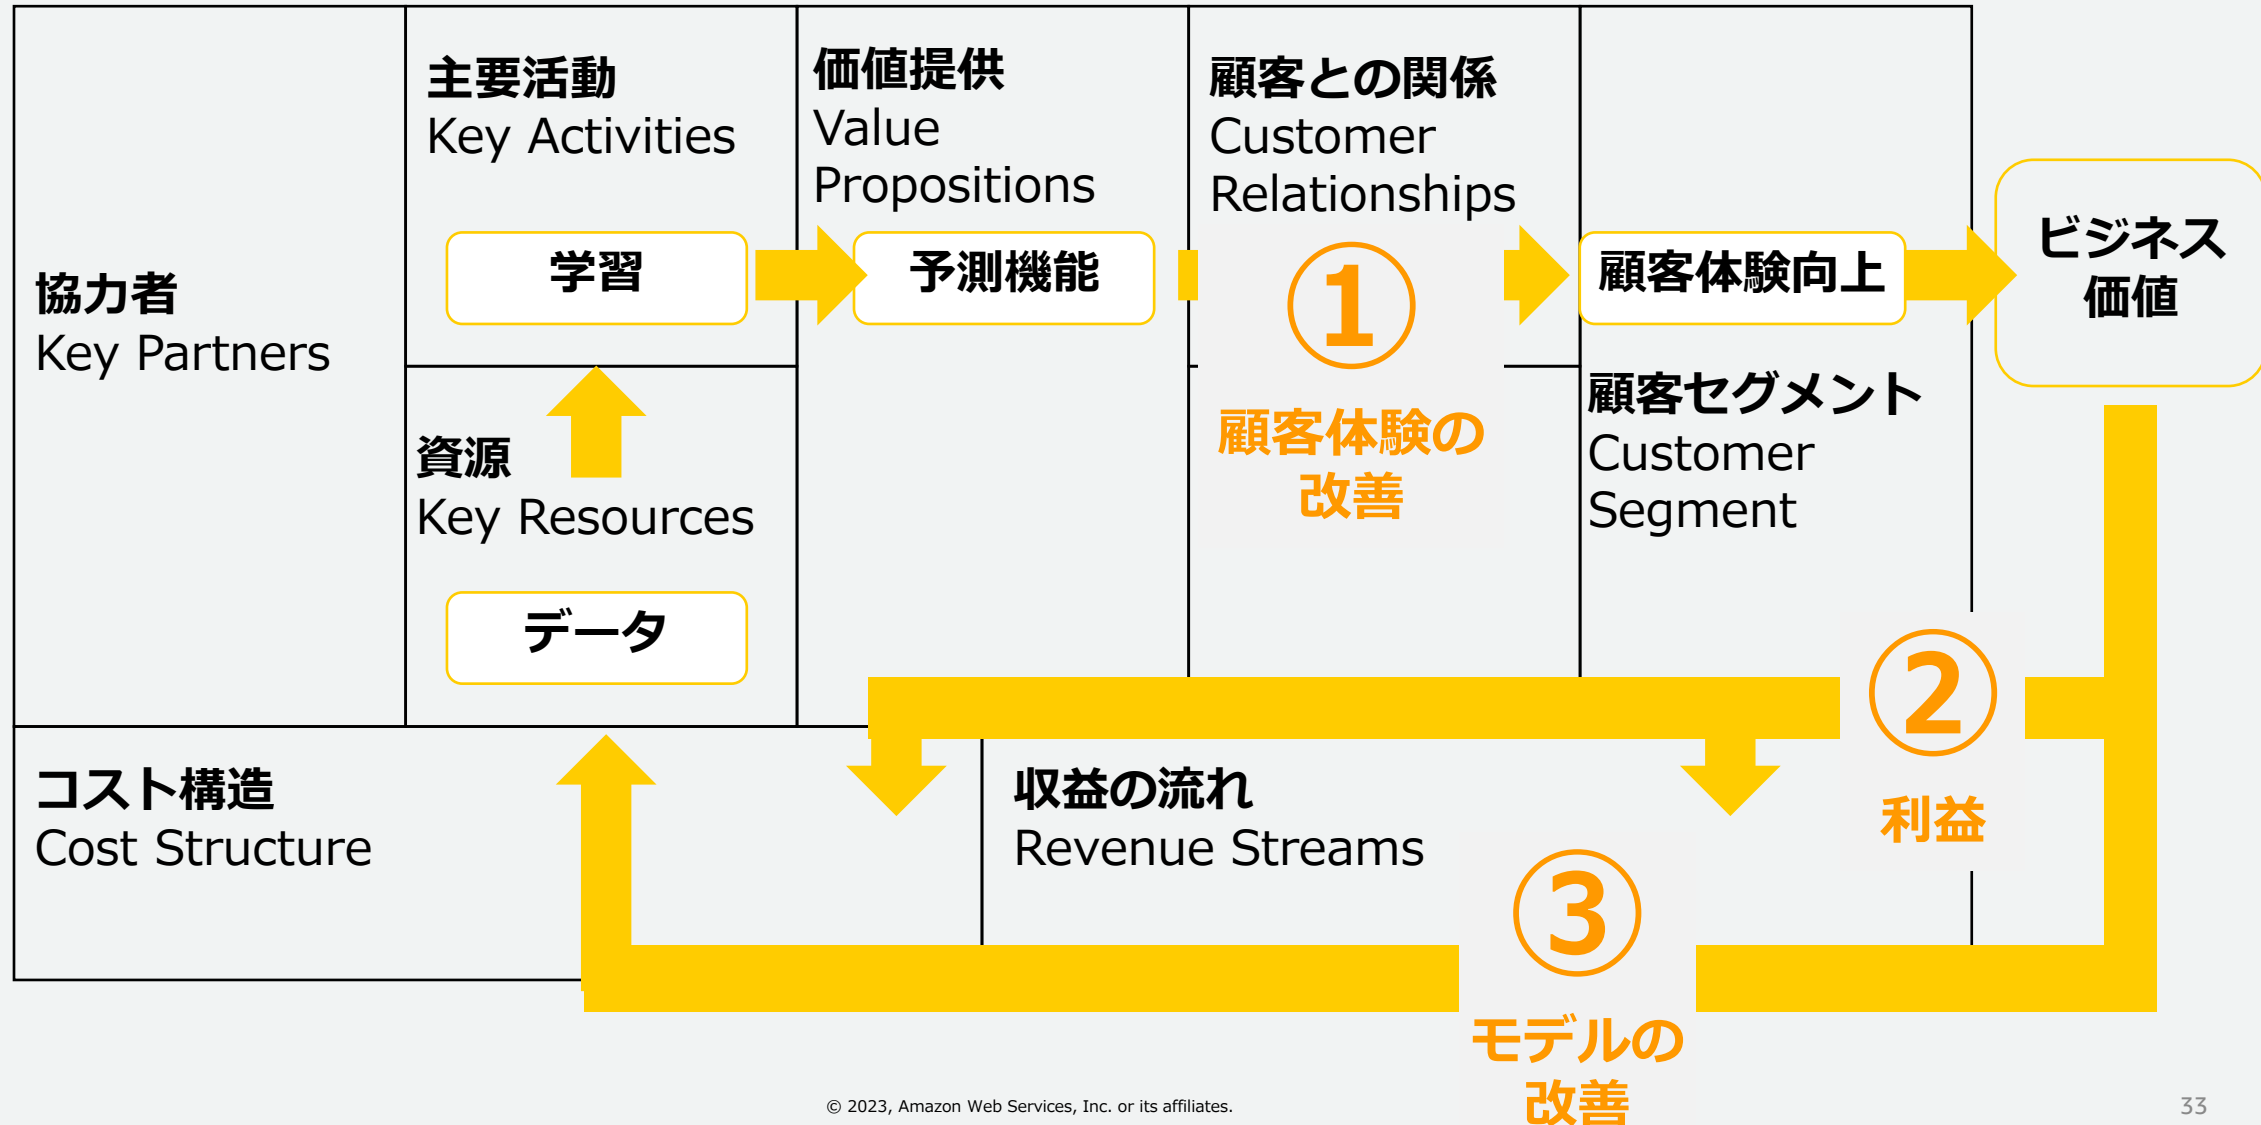 協力者
Key Partners
主要活動
Key Activities
学習
資源
Key Resources
データ
価値提供
Value
Propositions
予測機能
顧客との関係
Customer
Relationships
①
顧客体験の
改善
顧客体験向上
顧客セグメント
Customer
Segment
ビジネス
価値
②
利益
コスト構造
Cost Structure
収益の流れ
Revenue Streams
③
モデルの
改善
© 2023, Amazon Web Services, Inc. or its affiliates.
33